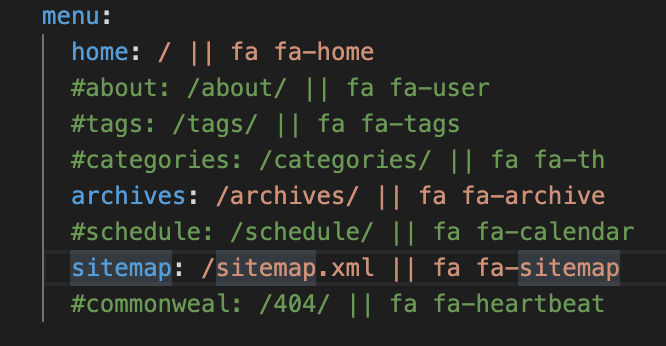 menu:
home: / || fa fa-home
#about: /about/ || fa fa-user
#tags: /tags/ || fa fa-tags
#categories: /categories/ || fa fa-th
archives: /archives/ || fa fa-archive
#schedule: /schedule/ || fa fa-calendar
sitemap: /sitemap.xml || fa fa-sitemap
#commonweal: /404/ || fa fa-heartbeat